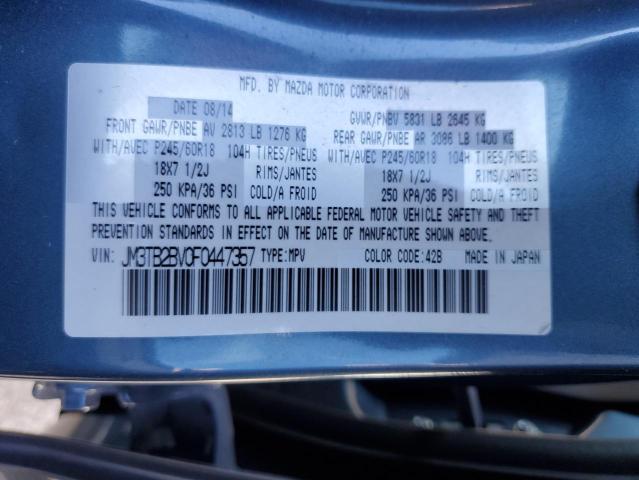 MFD. BY MAZDA MOTOR CORPORATION
DATE 08/14 GVWR/PNBV 5831 LB 2645 KG
FRONT GAWR/PNBE AV 2813 LB 1276 KG REAR GAWR/PNBE AR 3086 LB 1400 KG
WITH/AVEC P245/60R18 104H TIRES/PNEUS WITH/AVEC P245/60R18 104H TIRES/PNEUS
18X7 1/2J RIMS/JANTES 18X7 1/2J RIMS/JANTES
250 KPA/36 PSI COLD/A FROID 250 KPA/36 PSI COLD/A FROID
THIS VEHICLE CONFORMS TO ALL APPLICABLE FEDERAL MOTOR VEHICLE SAFETY AND THEFT
PREVENTION STANDARDS IN EFFECT ON THE DATE OF MANUFACTURE SHOWN ABOVE.
VIN: JM3TB2BV0F0447357 TYPE:MPV COLOR CODE:42B MADE IN JAPAN